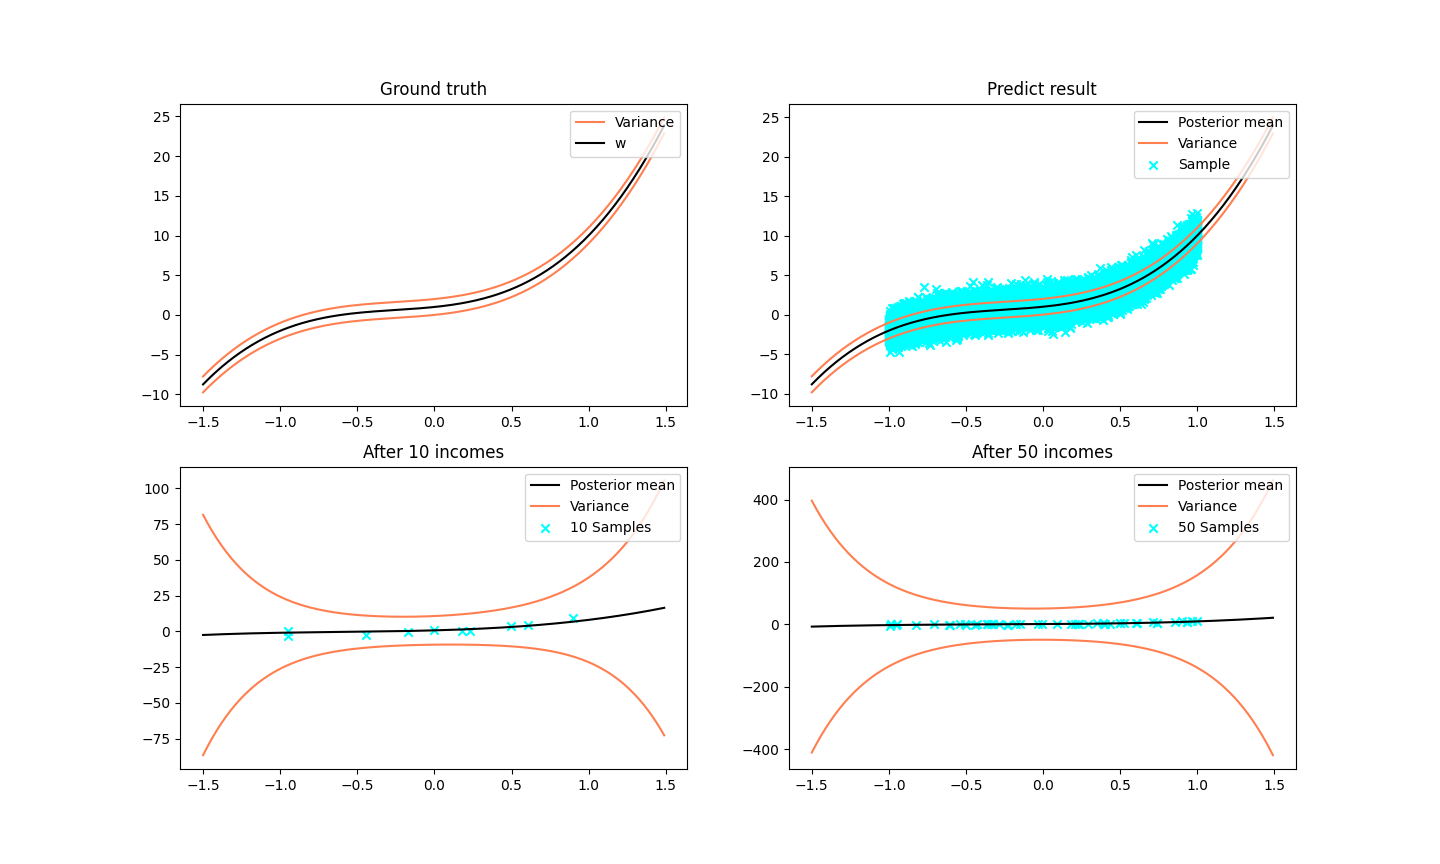 Ground truth
25
20
15
10
5
0
−5
−10
−1.5 −1.0 −0.5 0.0 0.5 1.0 1.5
Variance
w
Predict result
25
20
15
10
5
0
−5
−10
−1.5 −1.0 −0.5 0.0 0.5 1.0 1.5
Posterior mean
Variance
Sample
After 10 incomes
100
75
50
25
0
−25
−50
−75
−1.5 −1.0 −0.5 0.0 0.5 1.0 1.5
Posterior mean
Variance
10 Samples
After 50 incomes
400
200
0
−200
−400
−1.5 −1.0 −0.5 0.0 0.5 1.0 1.5
Posterior mean
Variance
50 Samples